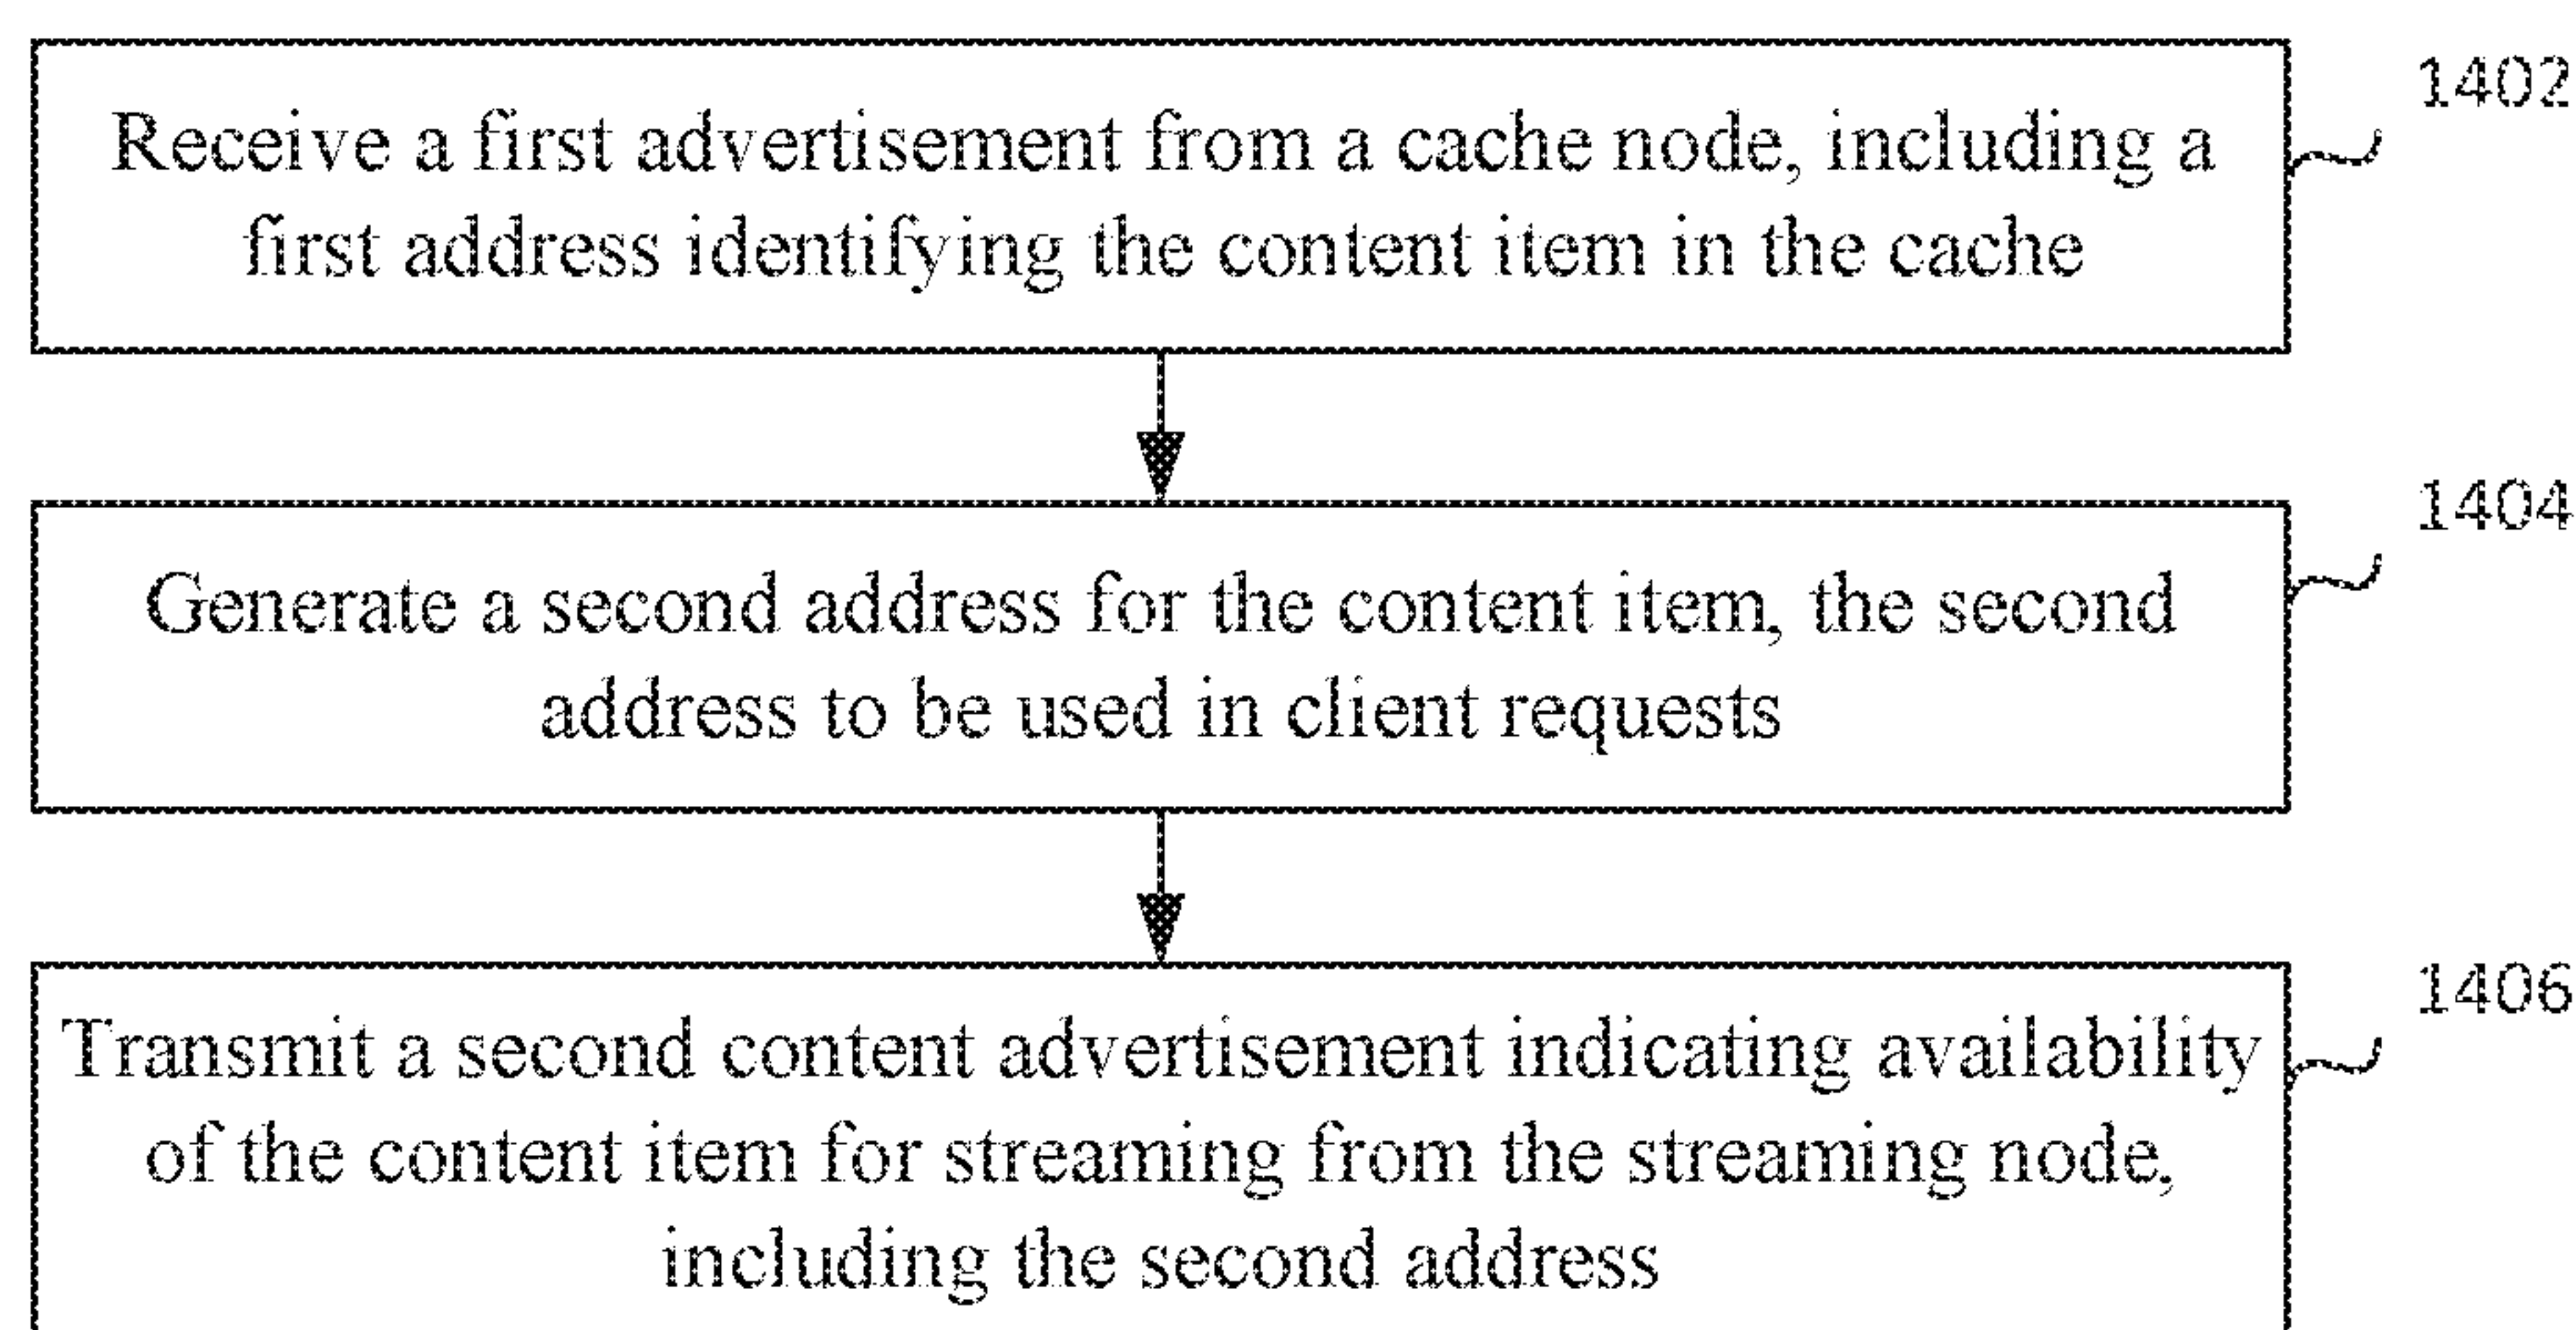 1402
Receive a first advertisement from a cache node, including a
first address identifying the content item in the cache
1404
Generate a second address for the content item, the second
address to be used in client requests
1406
Transmit a second content advertisement indicating availability
of the content item for streaming from the streaming node,
including the second address